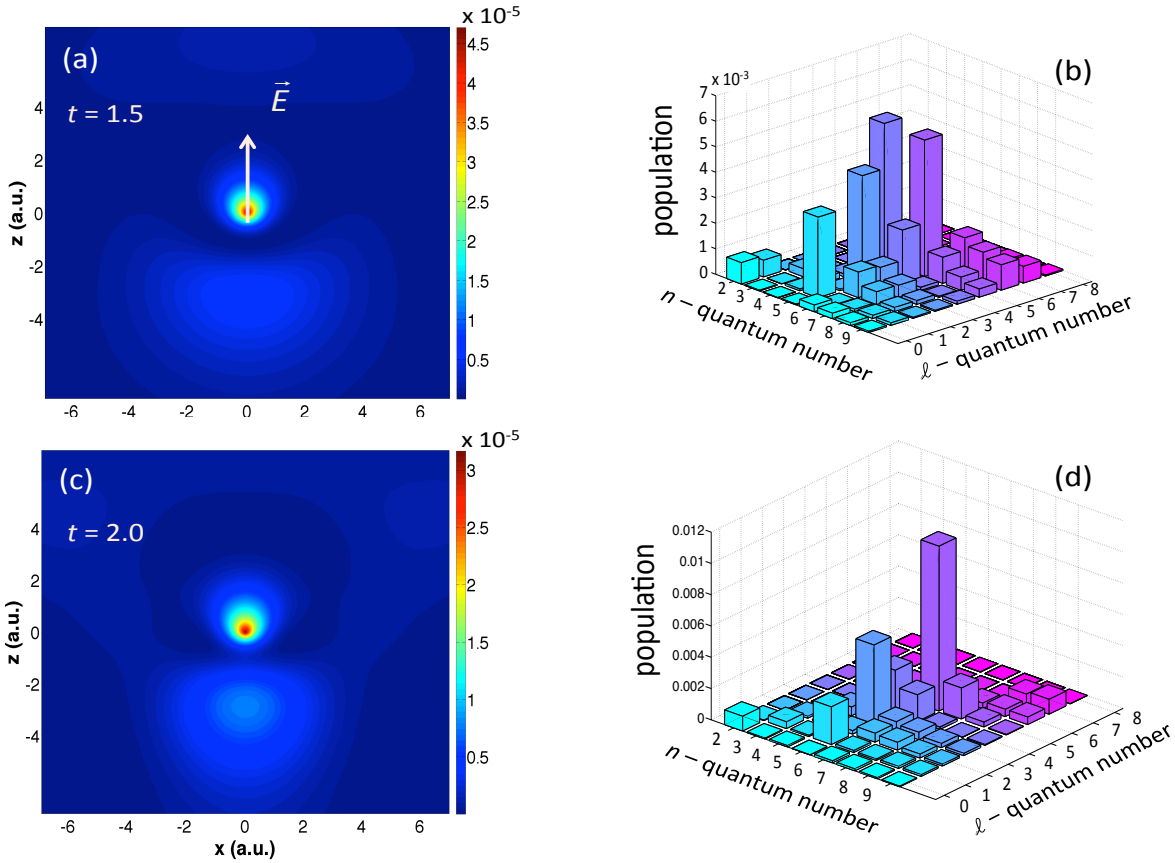 (a)
t = 1.5
E
x 10-5
4.5
4
3.5
3
2.5
2
1.5
1
0.5
4
2
0
-2
-4
z (a.u.)
-6 -4 -2 0 2 4 6
(b)
x 10-3
7
6
5
4
3
2
1
0
population
2 3 4 5 6 7 8 9
n – quantum number
0 1 2 3 4 5 6 7 8
ℓ – quantum number
(c)
t = 2.0
x 10-5
3
2.5
2
1.5
1
0.5
4
2
0
-2
-4
z (a.u.)
-6 -4 -2 0 2 4 6
x (a.u.)
(d)
0.012
0.01
0.008
0.006
0.004
0.002
0
population
2 3 4 5 6 7 8 9
n – quantum number
0 1 2 3 4 5 6 7 8
ℓ – quantum number